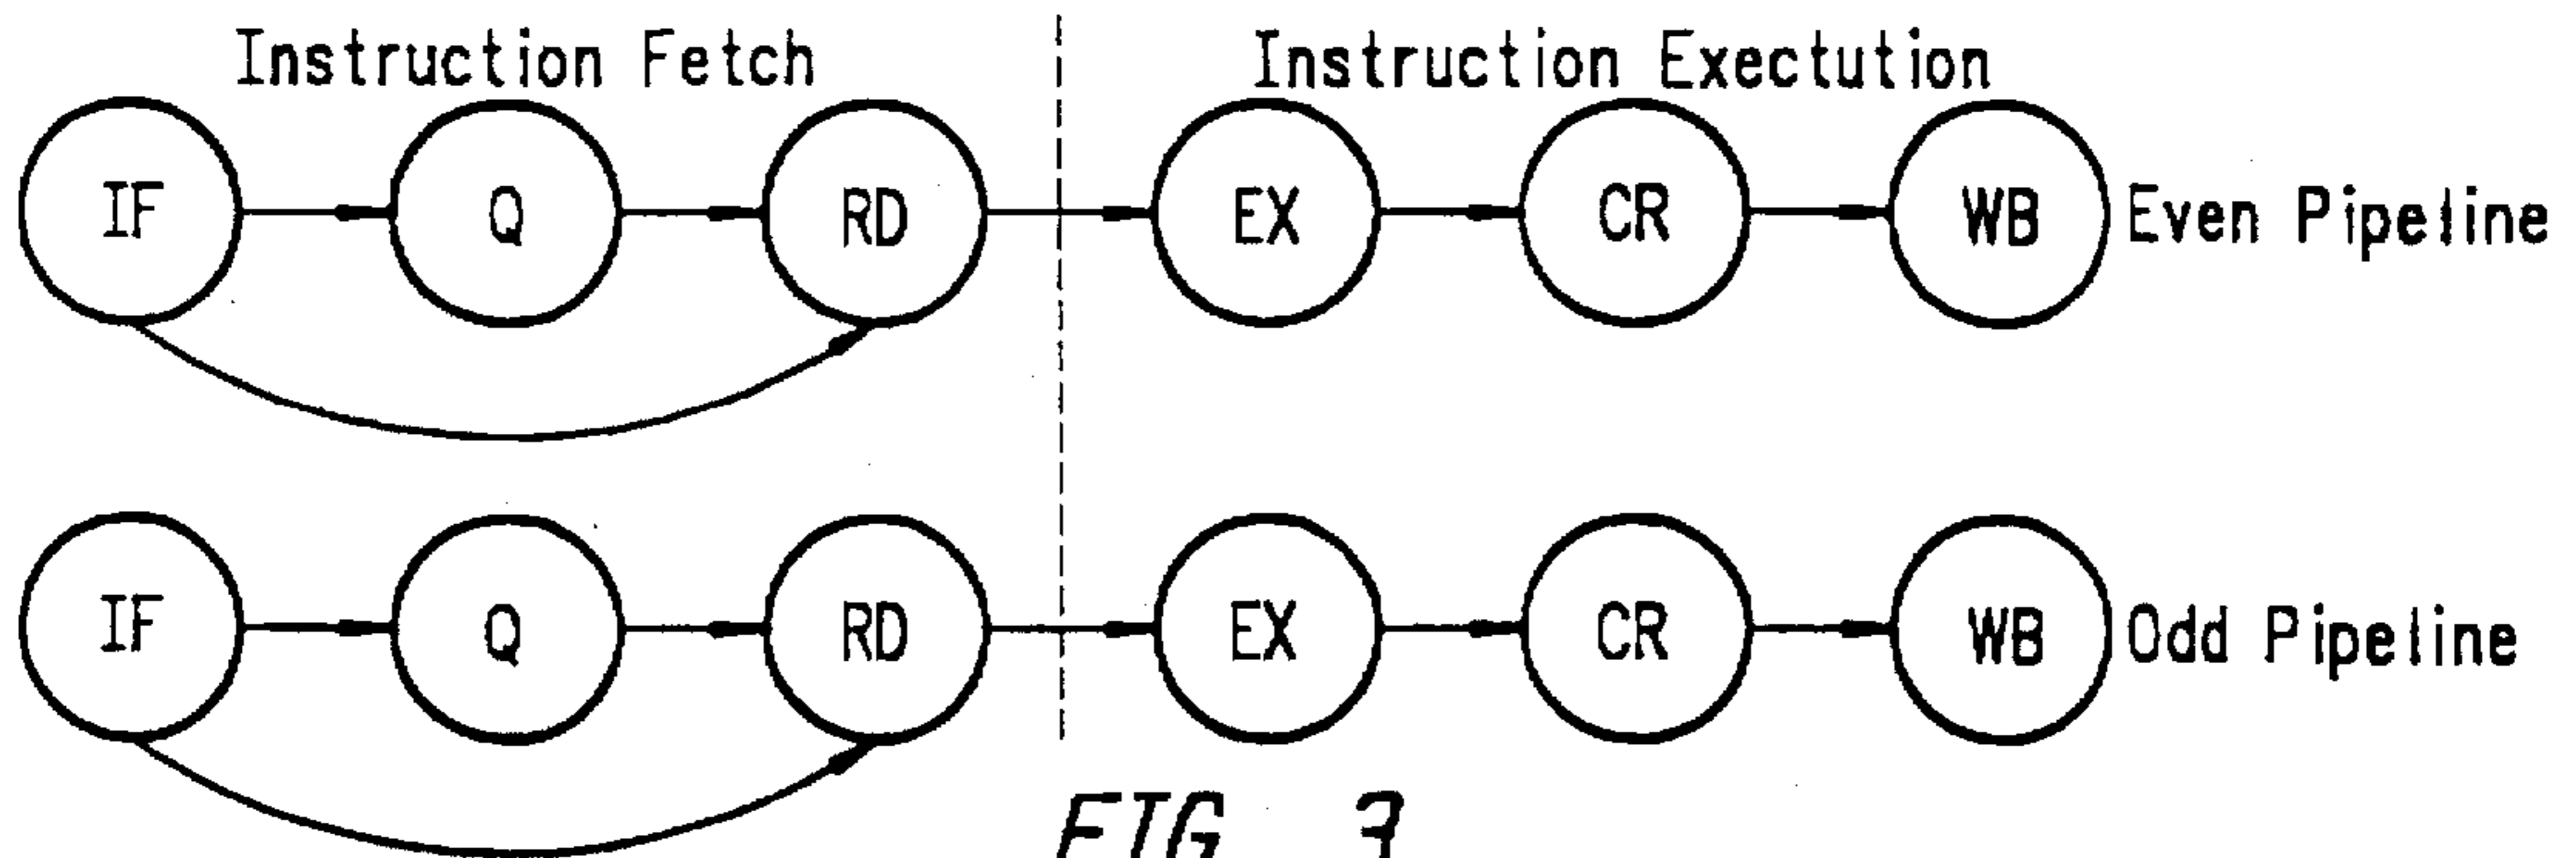 Instruction Fetch
Instruction Exectution
IF Q RD EX CR WB Even Pipeline
IF Q RD EX CR WB Odd Pipeline
FIG 3